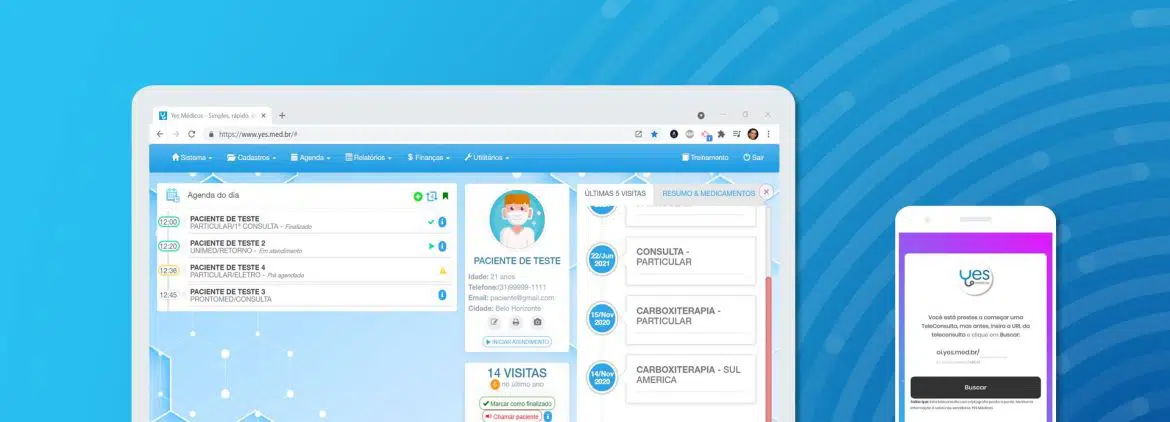 Yes Médicos - Simples, rápido, c
https://www.yes.med.br/#
Sistema
Cadastros
Agenda
Relatórios
$ Finanças
Utilitários
Treinamento
Sair
Agenda do dia
12:00
PACIENTE DE TESTE
PARTICULAR/1ª CONSULTA - Finalizado
12:20
PACIENTE DE TESTE 2
UNIMED/RETORNO - Em atendimento
12:36
PACIENTE DE TESTE 4
PARTICULAR/ELETRO - Pré agendada
12:45
PACIENTE DE TESTE 3
PRONTOMED/CONSULTA
PACIENTE DE TESTE
Idade: 21 anos
Telefone:(31)99999-1111
Email: paciente@gmail.com
Cidade: Belo Horizonte
INICIAR ATENDIMENTO
14 VISITAS
no último ano
Marcar como finalizado
Chamar paciente
ÚLTIMAS 5 VISITAS
RESUMO & MEDICAMENTOS
2021
PARTICULAR
22/Jun
2021
CONSULTA -
PARTICULAR
15/Nov
2020
CARBOXITERAPIA -
PARTICULAR
14/Nov
2020
CARBOXITERAPIA - SUL
AMERICA
yes
Você está prestes a começar uma
TeleConsulta, mas antes, insira a URL da
teleconsulta e clique em Buscar:
oi.yes.med.br/
Buscar